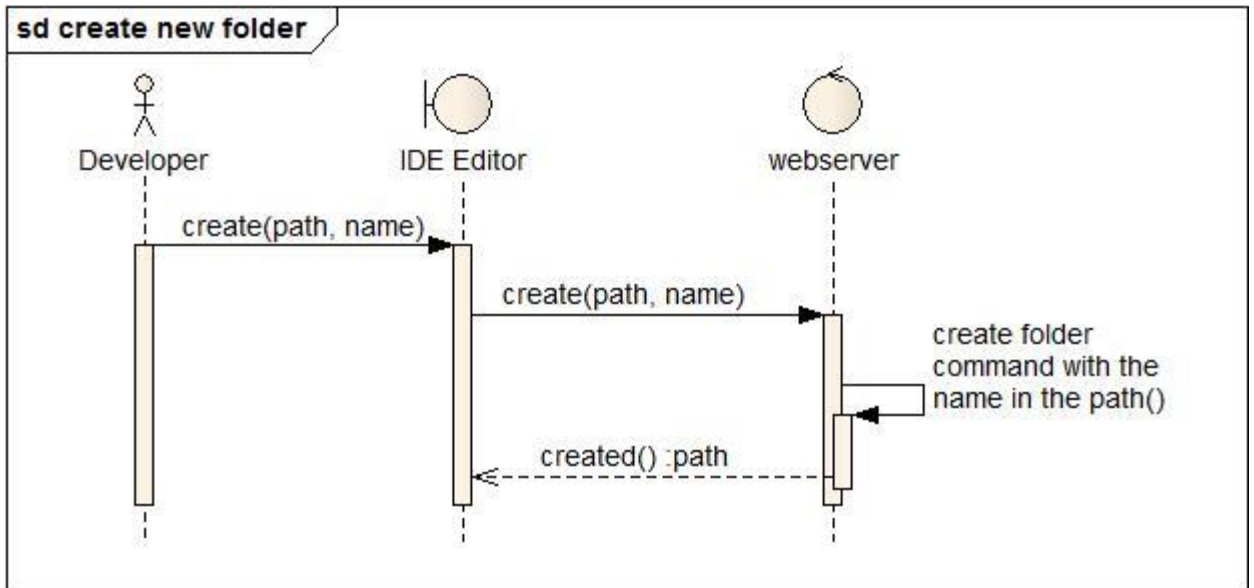 sd create new folder
Developer
IDE Editor
webserver
create(path, name)
create(path, name)
create folder
command with the
name in the path()
created() :path